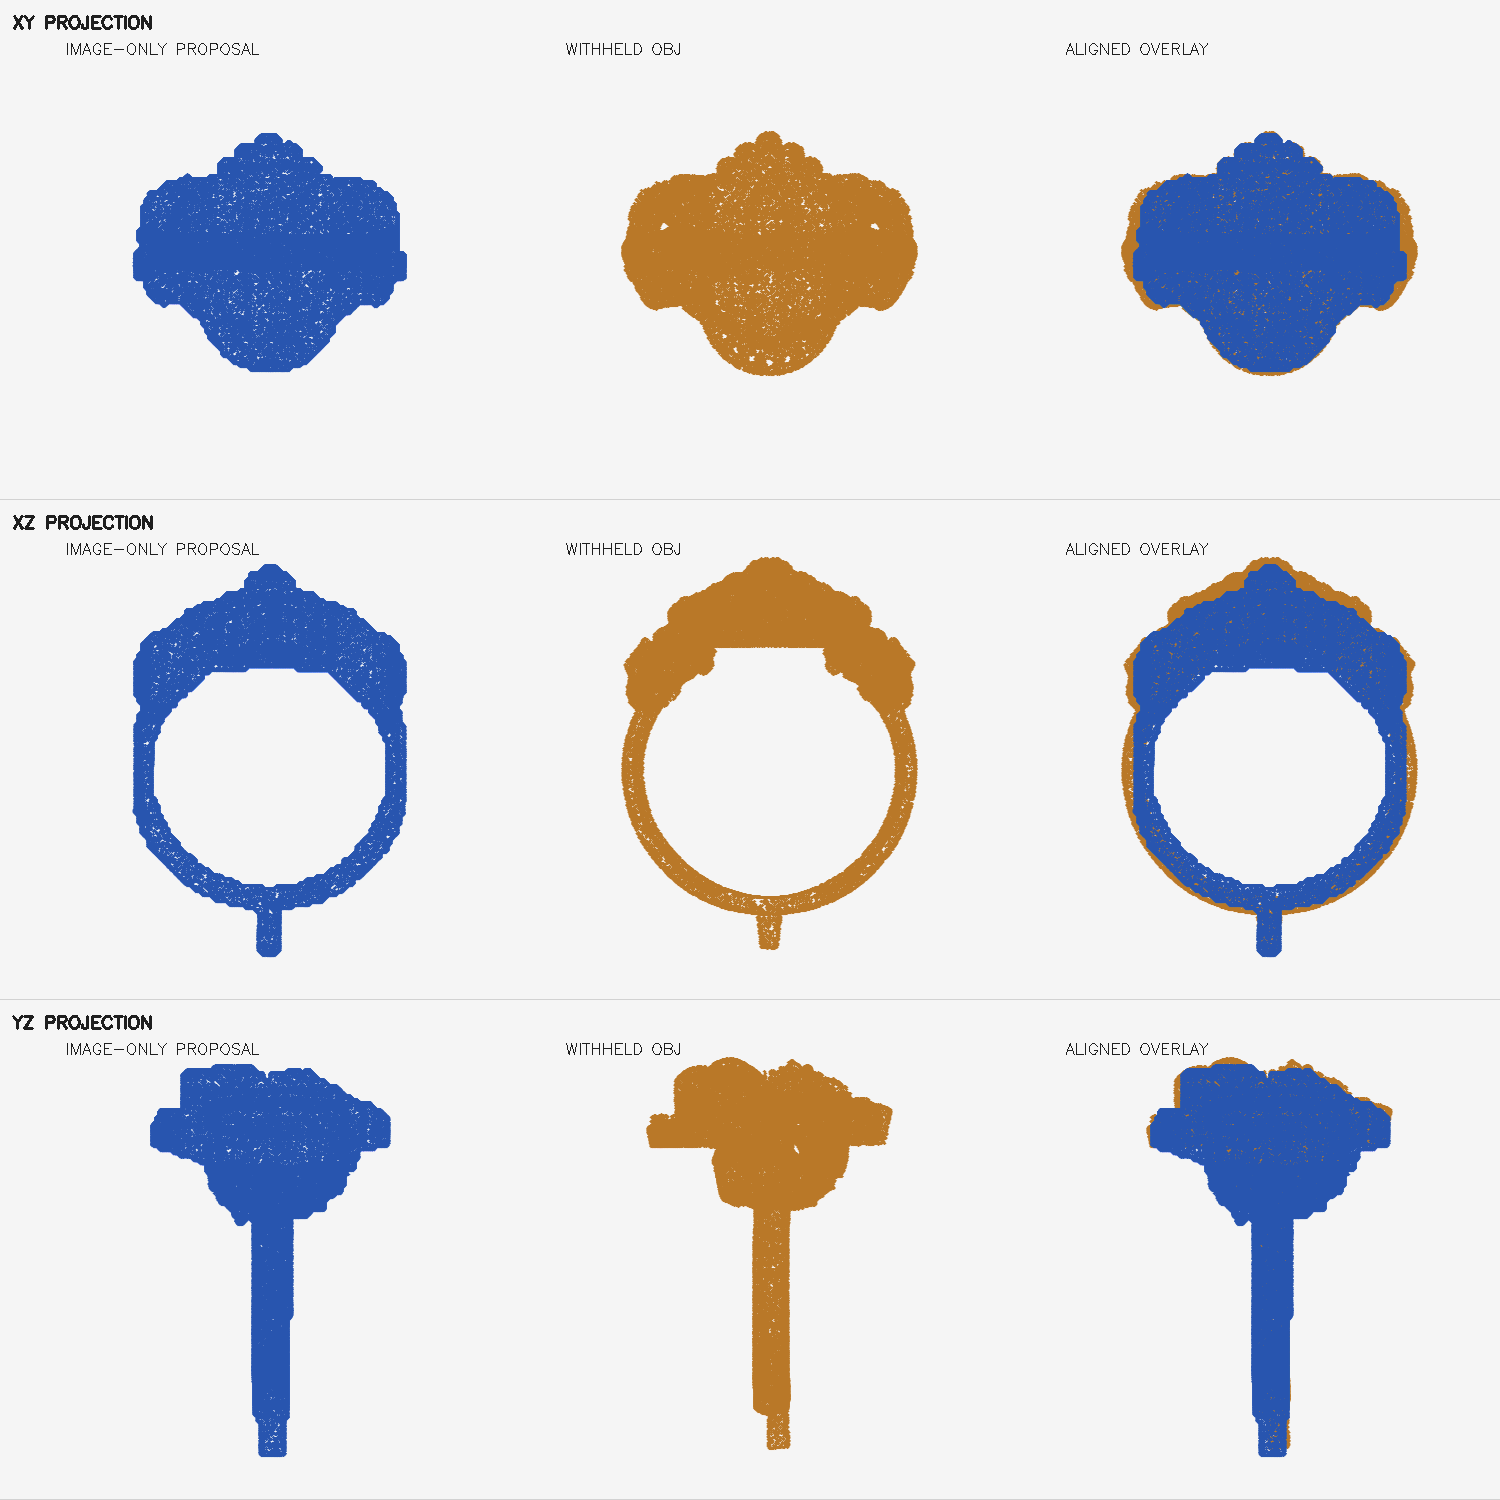 XY PROJECTION
IMAGE-ONLY PROPOSAL
WITHHELD OBJ
ALIGNED OVERLAY
XZ PROJECTION
IMAGE-ONLY PROPOSAL
WITHHELD OBJ
ALIGNED OVERLAY
YZ PROJECTION
IMAGE-ONLY PROPOSAL
WITHHELD OBJ
ALIGNED OVERLAY